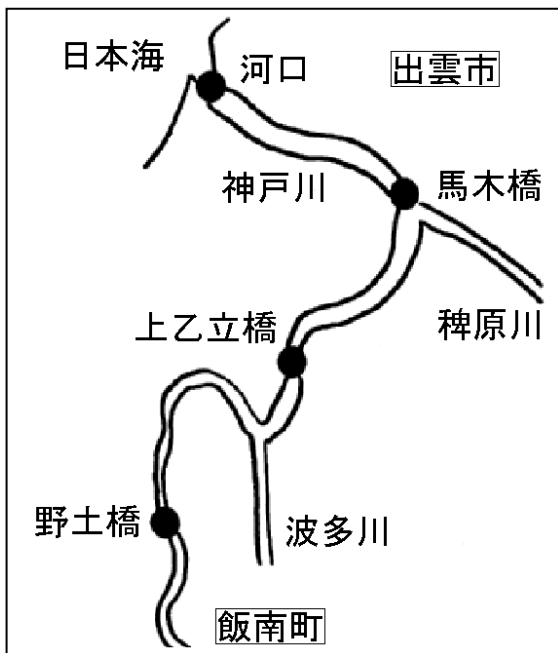 日本海
河口
出雲市
神戸川
馬木橋
稗原川
上乙立橋
野土橋
波多川
飯南町